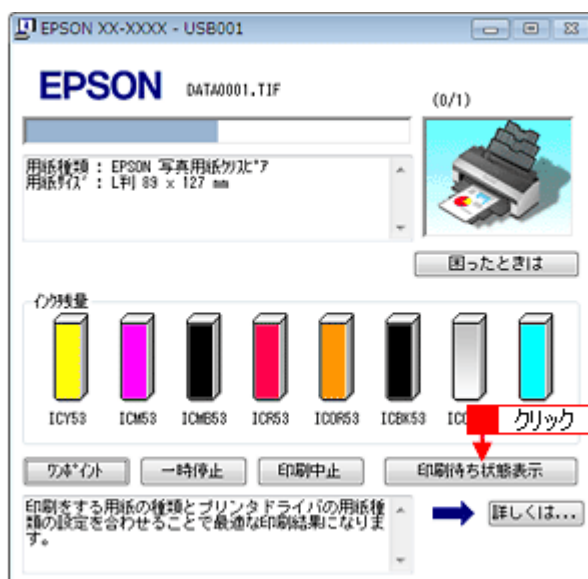 EPSON XX-XXXX - USB001
EPSON DATA0001.TIF
(0/1)
用紙種類 : EPSON 写真用紙クリスピア
用紙サイズ : L判 89 x 127 mm
困ったときは
インク残量
ICY53 ICM53 ICMB53 ICR53 ICOR53 ICBK53
クリック
ワンポイント 一時停止 印刷中止 印刷待ち状態表示
印刷をする用紙の種類とプリンタドライバの用紙種
類の設定を合わせることで最適な印刷結果になりま
す。
詳しくは...